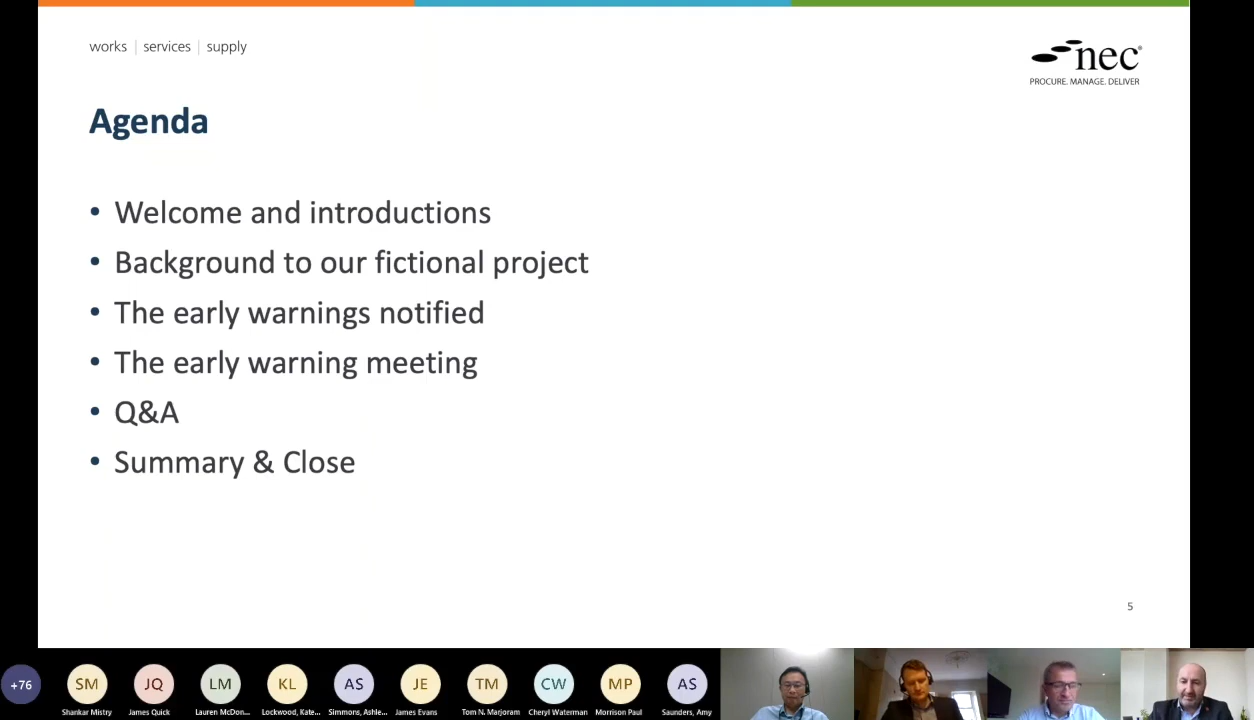 works | services | supply
nec®
PROCURE. MANAGE. DELIVER
Agenda
• Welcome and introductions
• Background to our fictional project
• The early warnings notified
• The early warning meeting
• Q&A
• Summary & Close
5
+76
SM
JQ
LM
KL
AS
JE
TM
CW
MP
AS
Shankar Mistry
James Quick
Lauren McDon...
Lockwood, Kate...
Simmons, Ashle...
James Evans
Tom N. Marjoram
Cheryl Waterman
Morrison Paul
Saunders, Amy